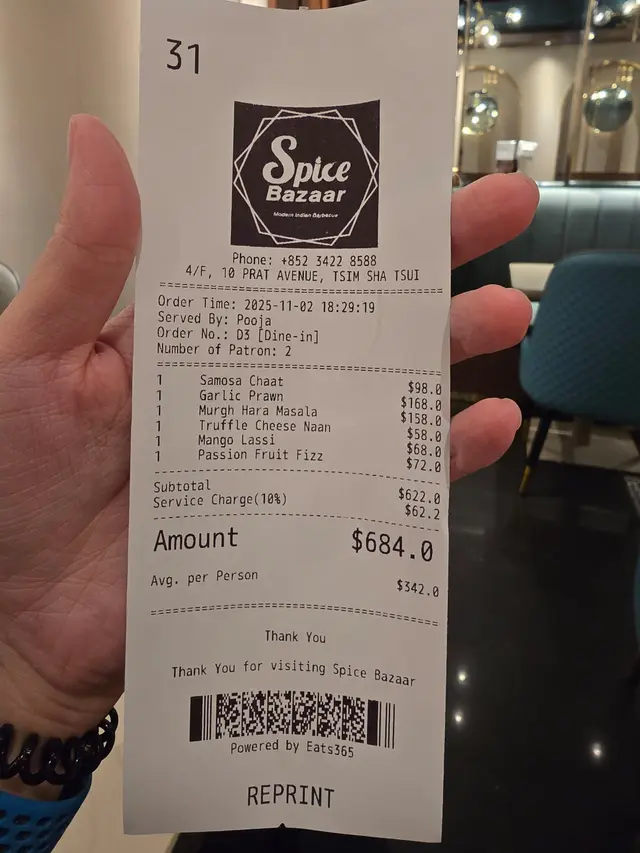 31
Spice
Bazaar
Modern Indian Barbecue
Phone: +852 3422 8588
4/F, 10 PRAT AVENUE, TSIM SHA TSUI
Order Time: 2025-11-02 18:29:19
Served By: Pooja
Order No.: D3 [Dine-in]
Number of Patron: 2
1 Samosa Chaat $98.0
1 Garlic Prawn $168.0
1 Murgh Hara Masala $158.0
1 Truffle Cheese Naan $58.0
1 Mango Lassi $68.0
1 Passion Fruit Fizz $72.0
Subtotal $622.0
Service Charge(10%) $62.2
Amount $684.0
Avg. per Person $342.0
Thank You
Thank You for visiting Spice Bazaar
Powered by Eats365
REPRINT